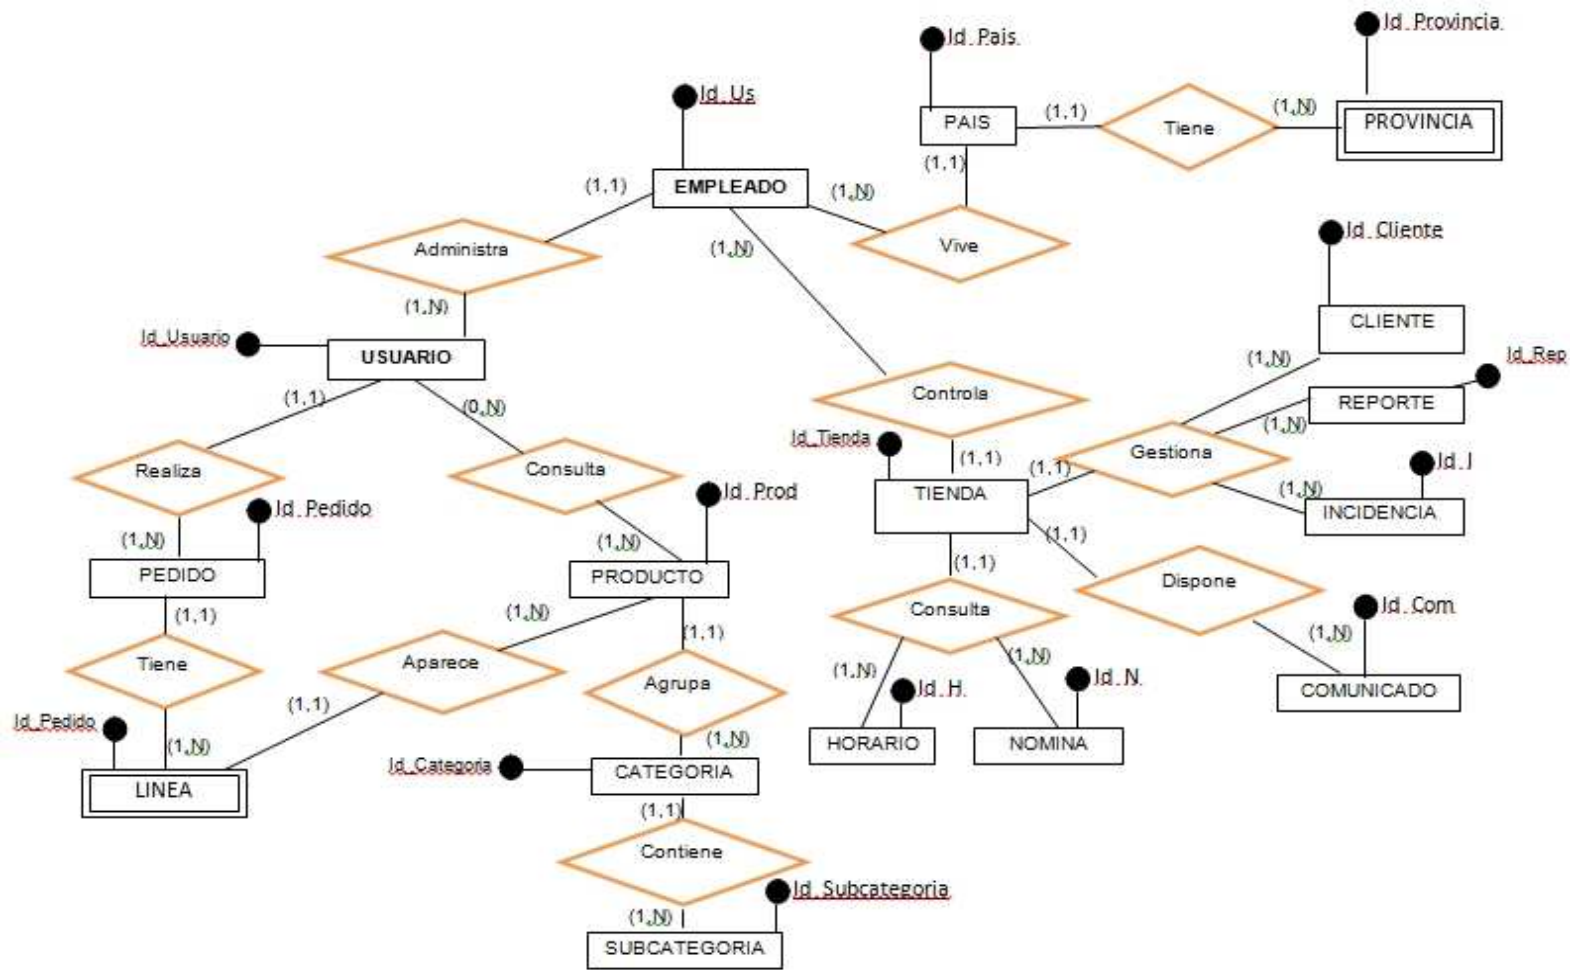 Id_Pais
Id_Provincia
Id_Us
PAIS
(1,1)
Tiene
(1,N)
PROVINCIA
(1,1)
EMPLEADO
(1,1)
(1,N)
Administra
(1,N)
Vive
Id_Cliente
(1,N)
CLIENTE
Id_Usuario
USUARIO
(1,N)
Id_Rep
(1,1)
(0,N)
Controla
REPORTE
(1,N)
Id_Tienda
Realiza
Consulta
(1,1)
(1,1)
Gestiona
Id_I
Id_Prod
TIENDA
(1,N)
Id_Pedido
INCIDENCIA
(1,N)
(1,N)
(1,1)
PEDIDO
PRODUCTO
(1,1)
Dispone
(1,1)
(1,N)
Consulta
Id_Com
(1,1)
(1,N)
Tiene
Aparece
Agrupa
(1,N)
(1,N)
Id_H
Id_N
COMUNICADO
(1,1)
Id_Pedido
(1,N)
(1,N)
HORARIO
NOMINA
Id_Categoria
CATEGORIA
LINEA
(1,1)
Contiene
Id_Subcategoria
(1,N)
SUBCATEGORIA